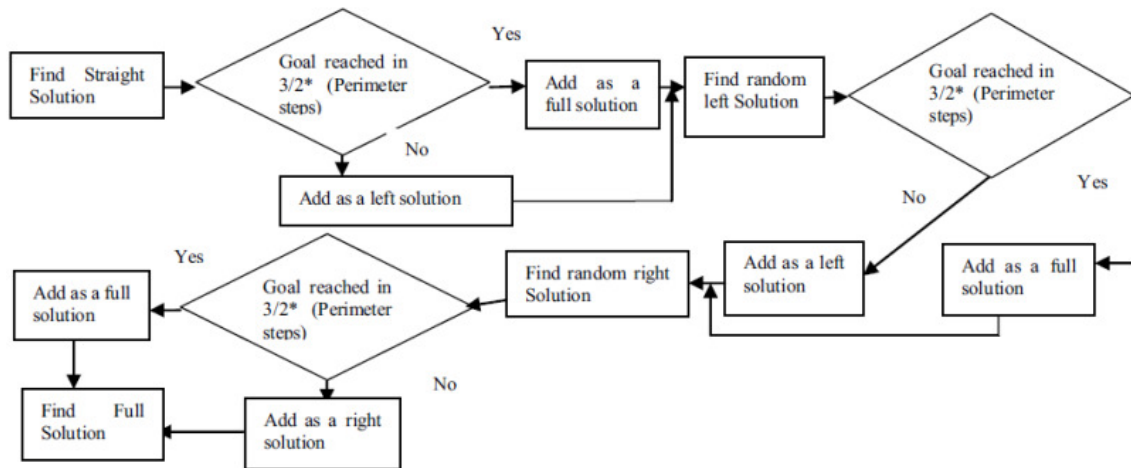 Find Straight
Solution
Goal reached in
3/2* (Perimeter
steps)
Yes
No
Add as a
full solution
Add as a left solution
Find random
left Solution
Goal reached in
3/2* (Perimeter
steps)
Yes
No
Add as a full
solution
Add as a left
solution
Find random right
Solution
Goal reached in
3/2* (Perimeter
steps)
Yes
No
Add as a full
solution
Add as a right
solution
Find Full
Solution